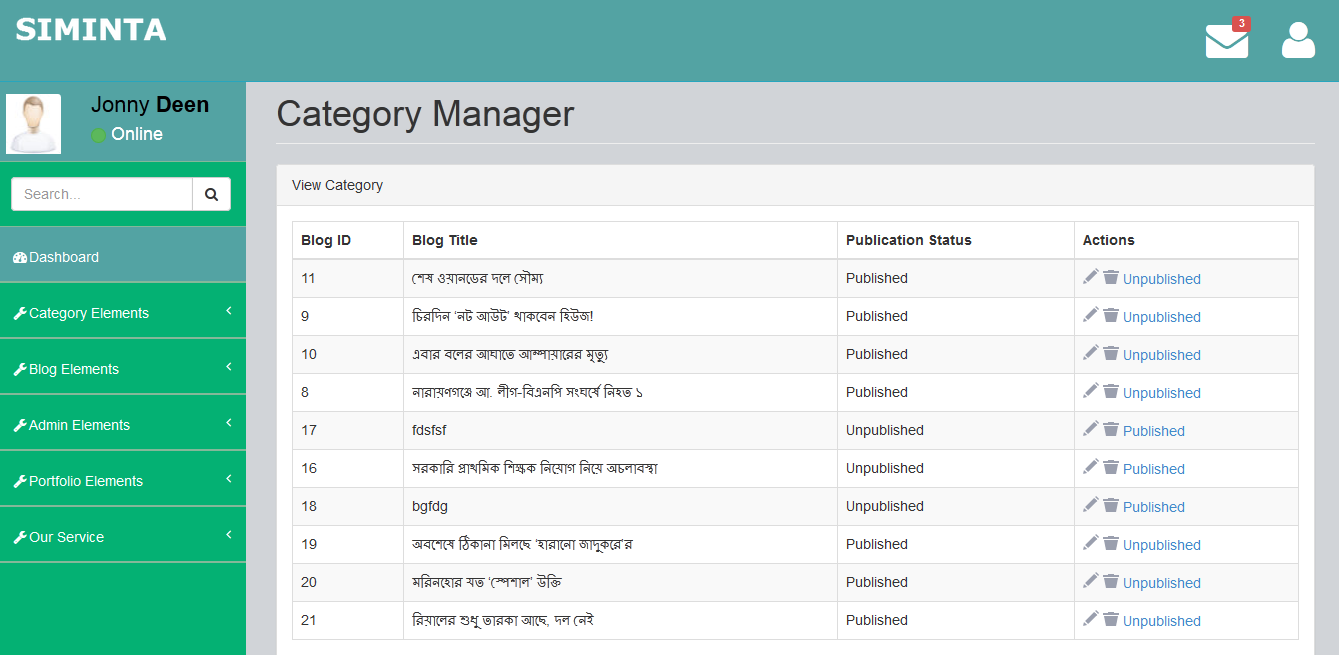 SIMINTA
3
Jonny Deen
Online
Search...
Dashboard
Category Elements
Blog Elements
Admin Elements
Portfolio Elements
Our Service
Category Manager
View Category
Blog ID Blog Title Publication Status Actions
11 শেষ ওয়ানডের দলে সৌম্য Published Unpublished
9 চিরদিন ‘নট আউট’ থাকবেন হিউজ! Published Unpublished
10 এবার বলের আঘাতে আম্পায়ারের মৃত্যু Published Unpublished
8 নারায়ণগঞ্জে আ. লীগ-বিএনপি সংঘর্ষে নিহত ১ Published Unpublished
17 fdsfsf Unpublished Published
16 সরকারি প্রাথমিক শিক্ষক নিয়োগ নিয়ে অচলাবস্থা Unpublished Published
18 bgfdg Unpublished Published
19 অবশেষে ঠিকানা মিলছে ‘হারানো জাদুকরে’র Published Unpublished
20 মরিনহোর যত ‘স্পেশাল’ উক্তি Published Unpublished
21 রিয়ালের শুধু তারকা আছে, দল নেই Published Unpublished